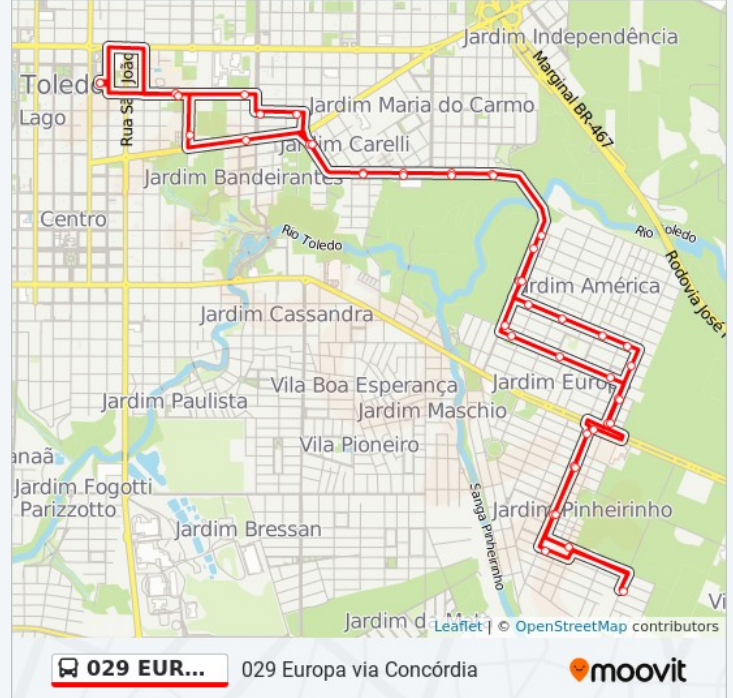 Jardim Independência
Marginal BR-467
Toledo
Rua São João
Lago
Jardim Maria do Carmo
Jardim Carelli
Jardim Bandeirantes
Centro
Rio Toledo
Rio Toledo
Rodovia José
Jardim América
Jardim Cassandra
Vila Boa Esperança
Jardim Europa
Jardim Paulista
Jardim Maschio
Vila Pioneiro
anaã
Jardim Fogotti
Parizzotto
Sanga Pinheirinho
Jardim Pinheirinho
Jardim Bressan
Vi
Jardim da
Leaflet | © OpenStreetMap contributors
029 EUR...
029 Europa via Concórdia
moovit